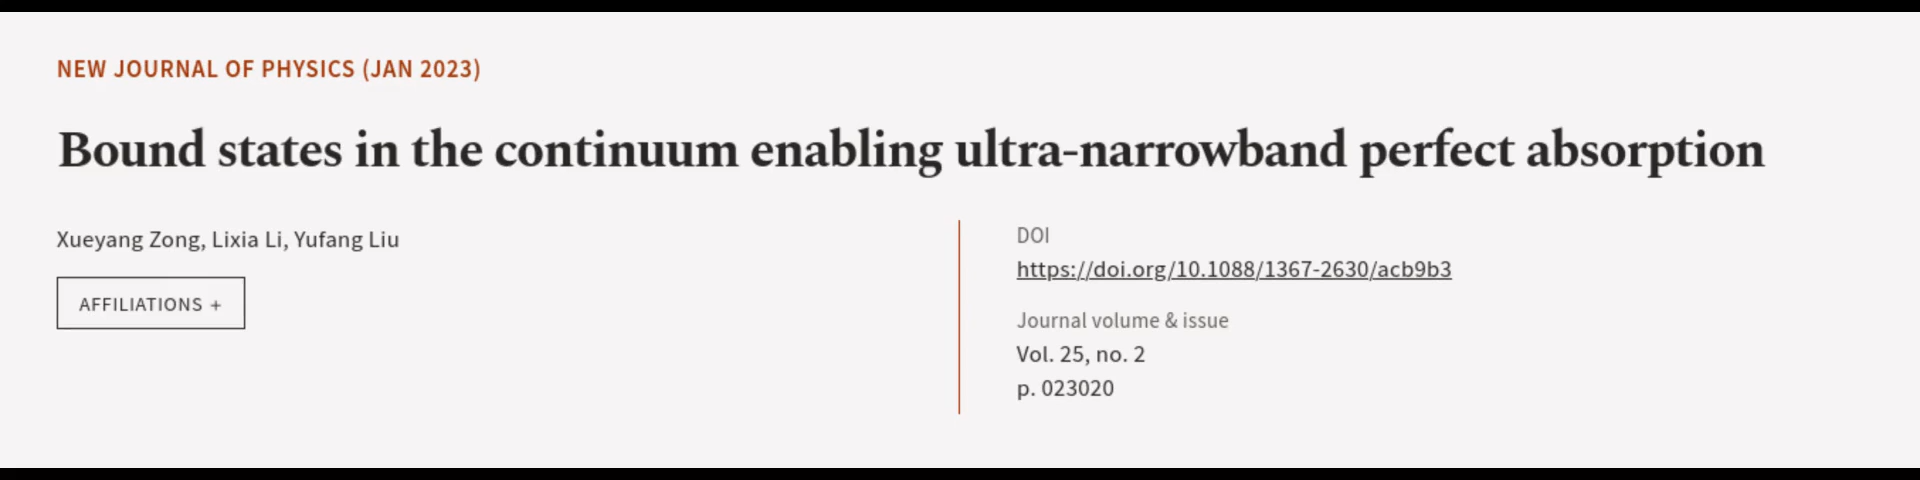 NEW JOURNAL OF PHYSICS (JAN 2023)
Bound states in the continuum enabling ultra-narrowband perfect absorption
Xueyang Zong, Lixia Li, Yufang Liu
AFFILIATIONS +
DOI
https://doi.org/10.1088/1367-2630/acb9b3
Journal volume & issue
Vol. 25, no. 2
p. 023020